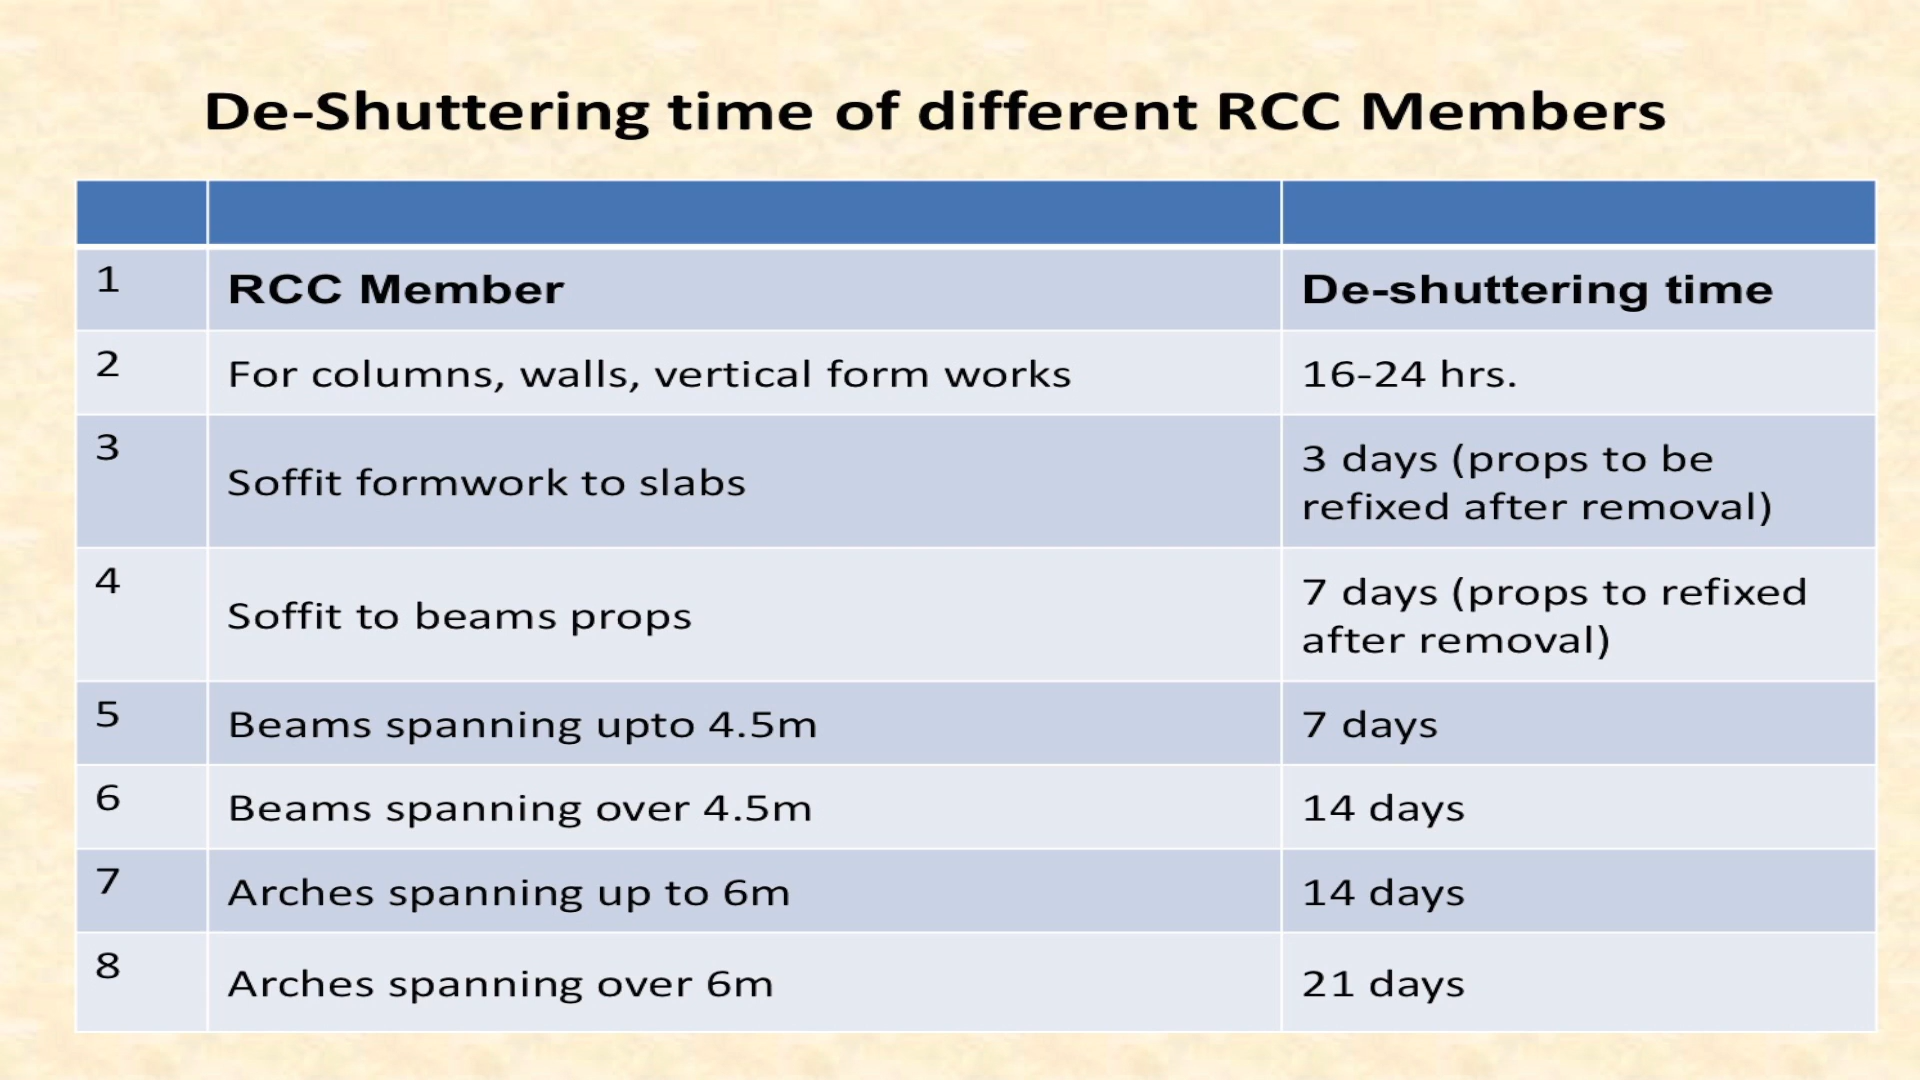 De-Shuttering time of different RCC Members
1 RCC Member De-shuttering time
2 For columns, walls, vertical form works 16-24 hrs.
3 Soffit formwork to slabs 3 days (props to be
refixed after removal)
4 Soffit to beams props 7 days (props to refixed
after removal)
5 Beams spanning upto 4.5m 7 days
6 Beams spanning over 4.5m 14 days
7 Arches spanning up to 6m 14 days
8 Arches spanning over 6m 21 days